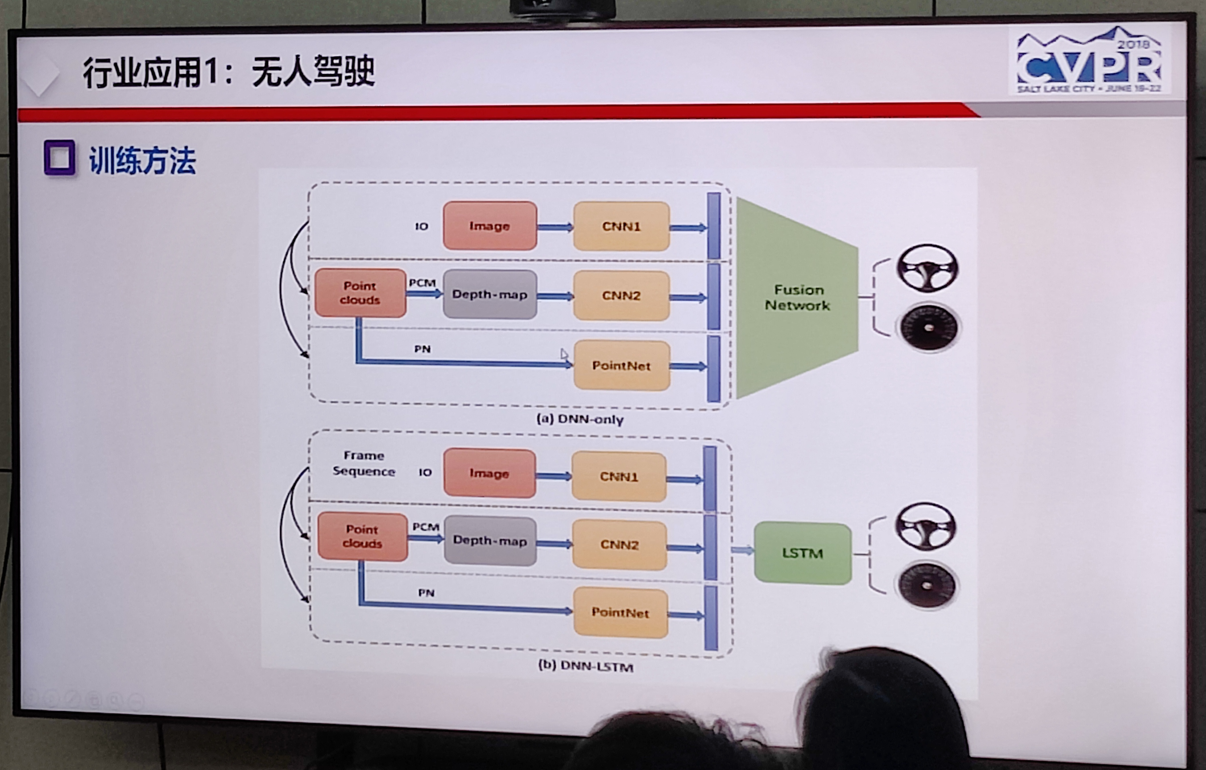 行业应用1：无人驾驶
2018
CVPR
SALT LAKE CITY • JUNE 18-22
训练方法
IO
Image
CNN1
Point
clouds
PCM
Depth-map
CNN2
Fusion
Network
PN
PointNet
(a) DNN-only
Frame
Sequence
IO
Image
CNN1
Point
clouds
PCM
Depth-map
CNN2
LSTM
PN
PointNet
(b) DNN-LSTM